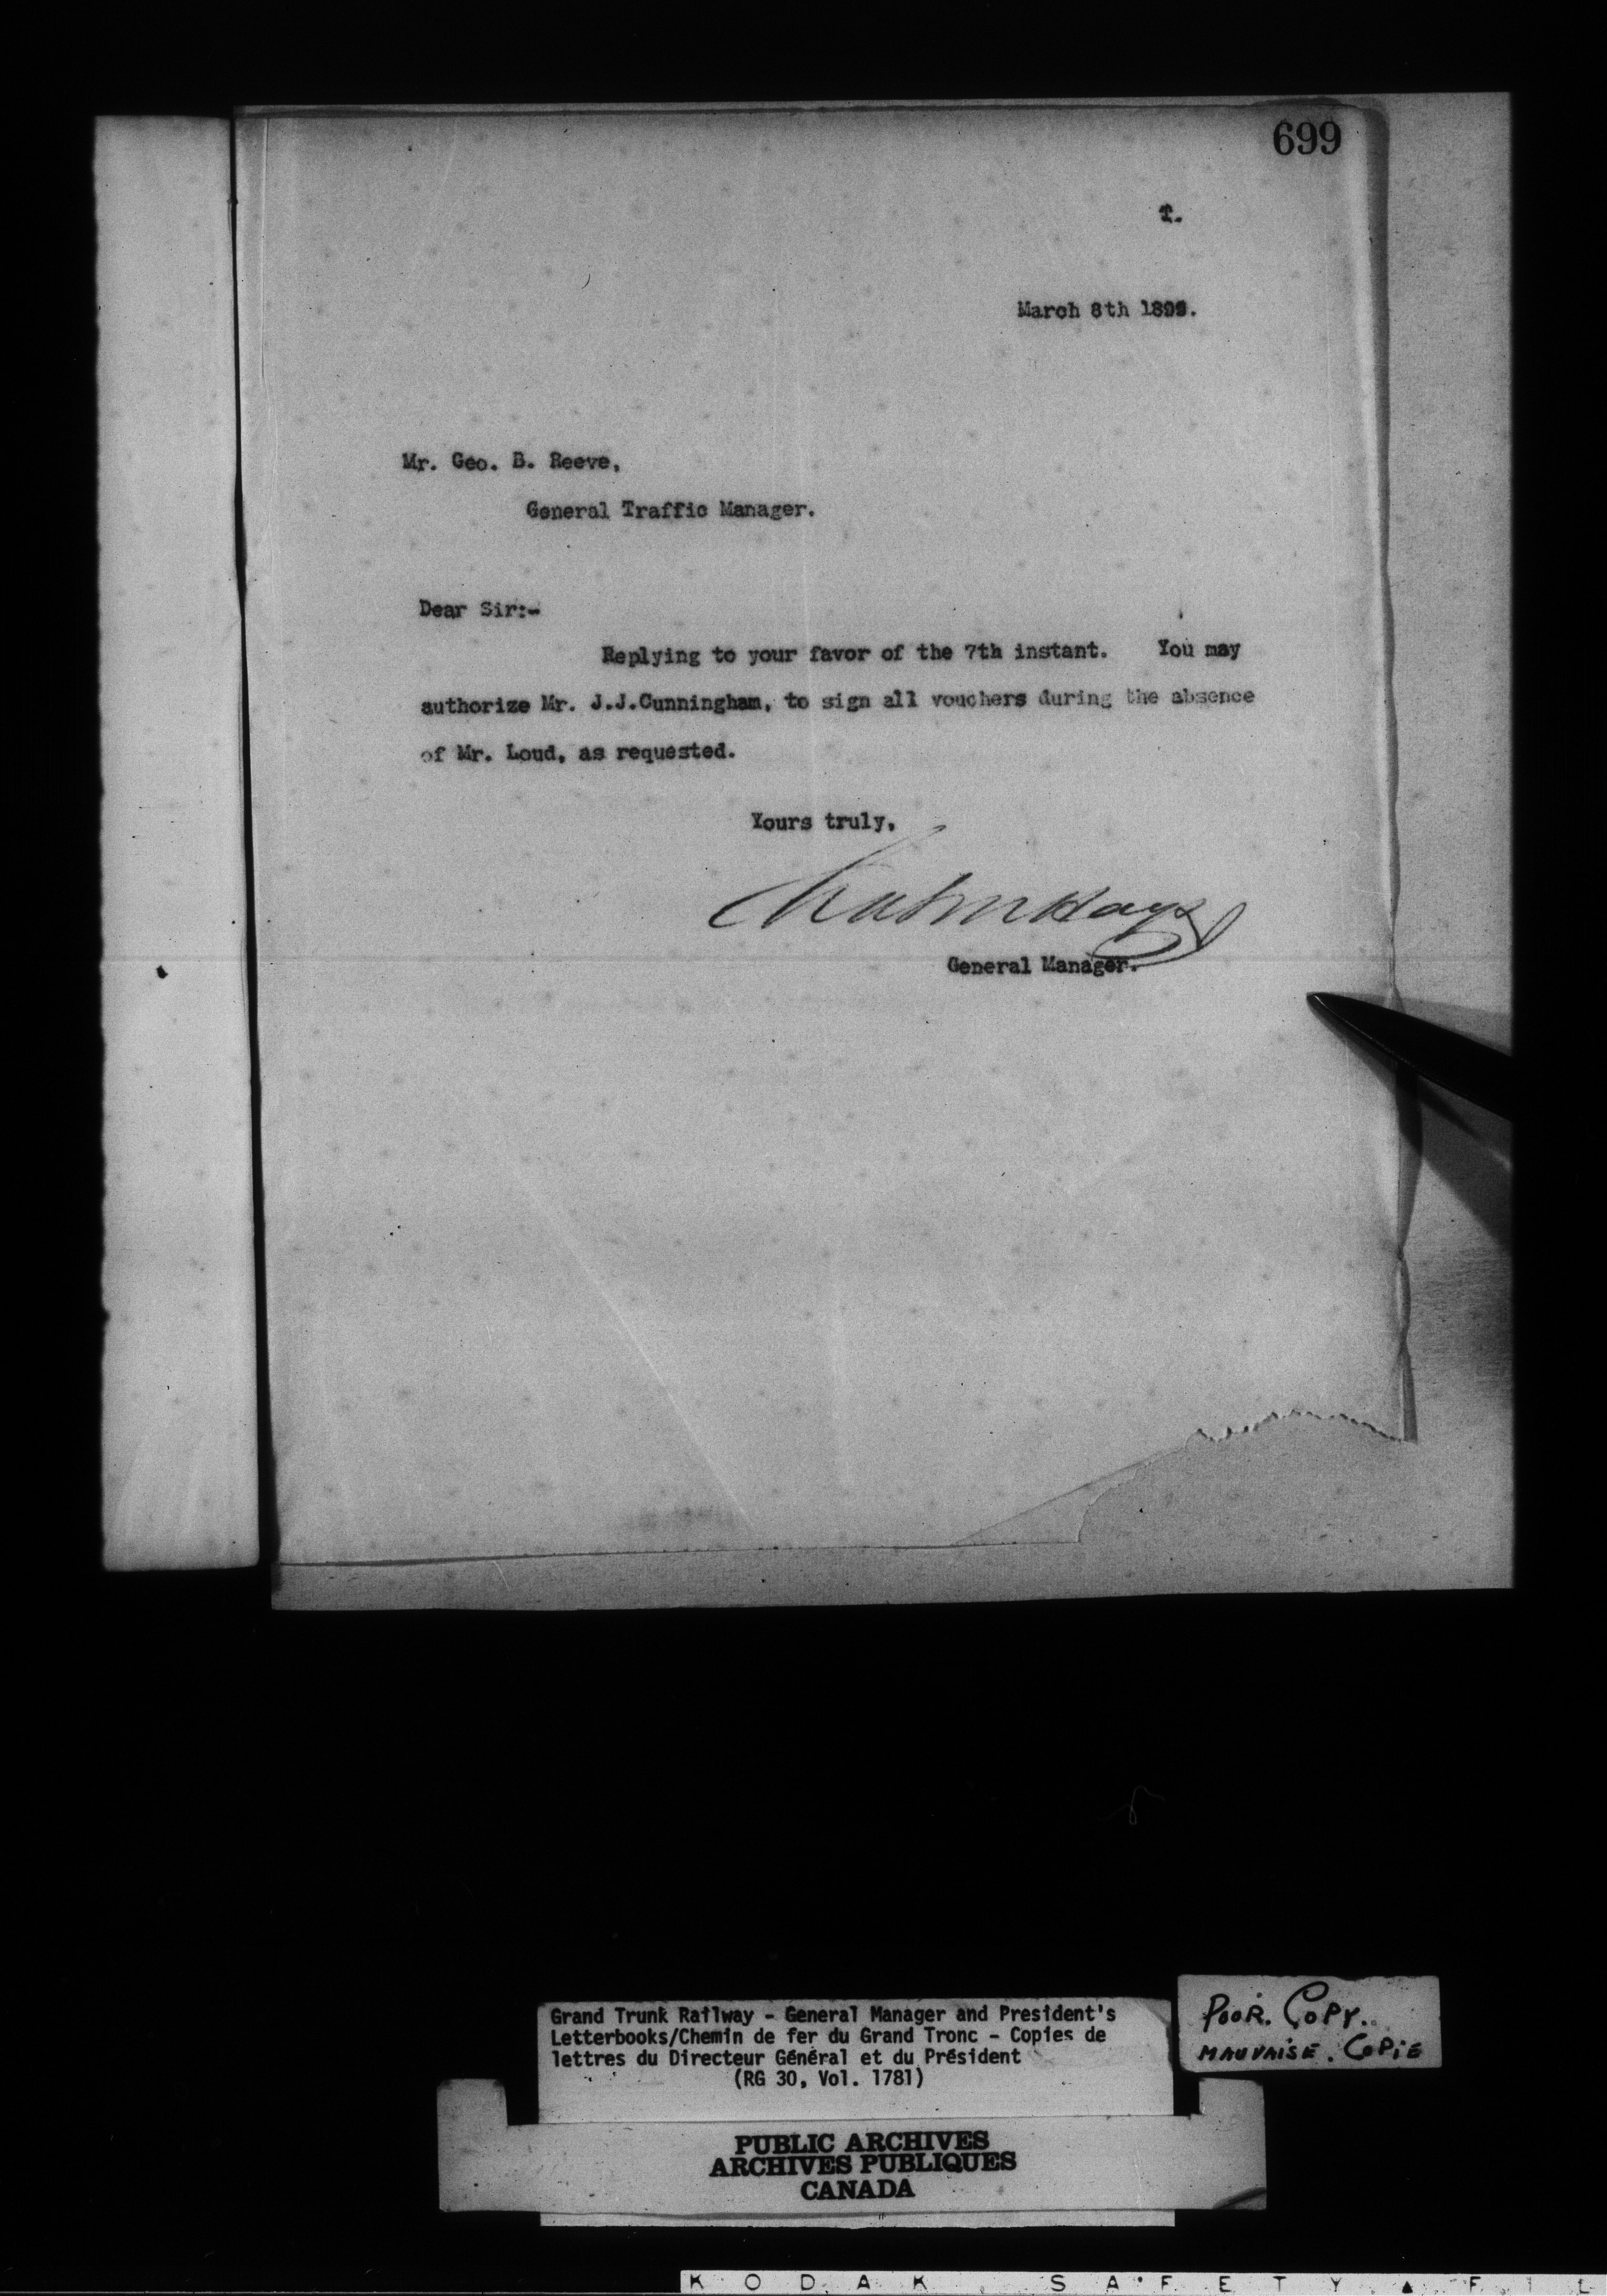 699
T.
March 8th 1899.
Mr. Geo. B. Reeve,
General Traffic Manager.
Dear Sir:-
Replying to your favor of the 7th instant. You may
authorize Mr. J.J.Cunningham, to sign all vouchers during the absence
of Mr. Loud, as requested.
Yours truly,
Chas M Hays
General Manager.
Grand Trunk Railway - General Manager and President's
Letterbooks/Chemin de fer du Grand Tronc - Copies de
lettres du Directeur Général et du Président
(RG 30, Vol. 1781)
POOR. COPY.
MAUVAISE. COPIE
PUBLIC ARCHIVES
ARCHIVES PUBLIQUES
CANADA
KODAK SAFETY ▲ FIL